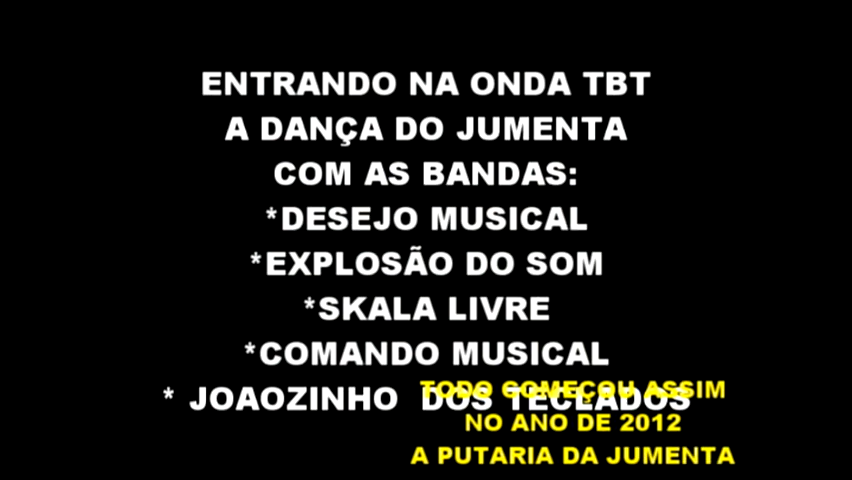 ENTRANDO NA ONDA TBT
A DANÇA DO JUMENTA
COM AS BANDAS:
*DESEJO MUSICAL
*EXPLOSÃO DO SOM
*SKALA LIVRE
*COMANDO MUSICAL
* JOAOZINHO DOS TECLADOS
TODO COMEÇOU ASSIM
NO ANO DE 2012
A PUTARIA DA JUMENTA